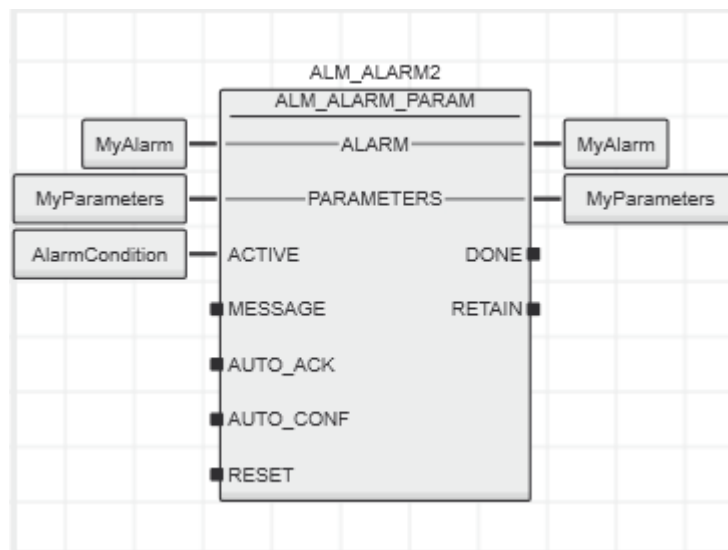 ALM_ALARM2
ALM_ALARM_PARAM
MyAlarm ALARM MyAlarm
MyParameters PARAMETERS MyParameters
AlarmCondition ACTIVE DONE
MESSAGE RETAIN
AUTO_ACK
AUTO_CONF
RESET